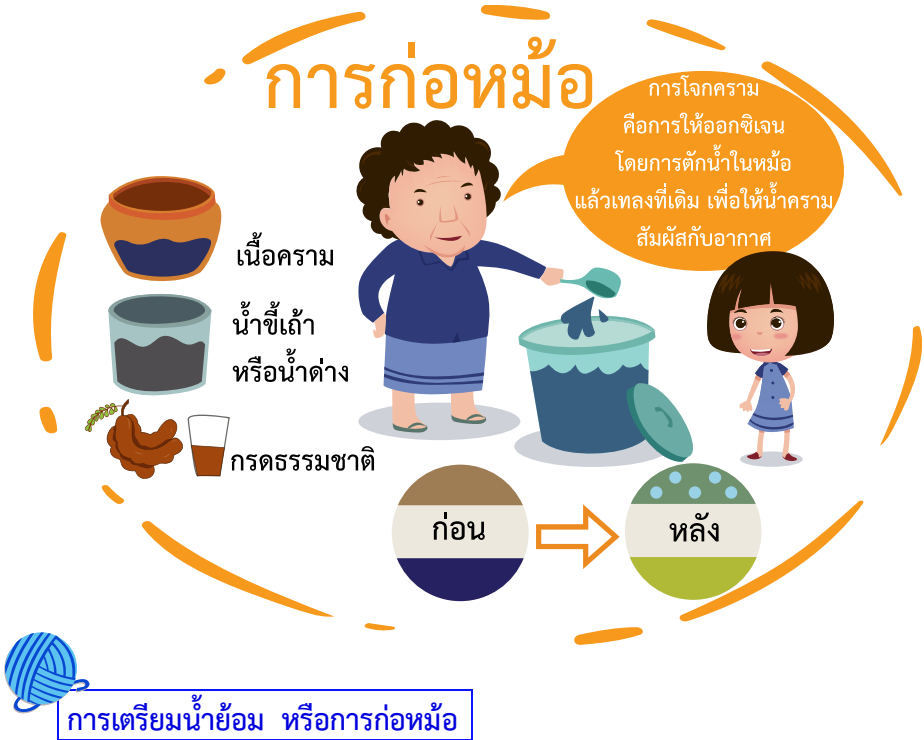 การก่อหม้อ
การโจกคราม
คือการให้ออกซิเจน
โดยการตักน้ำในหม้อ
แล้วเทลงที่เดิม เพื่อให้น้ำคราม
สัมผัสกับอากาศ
เนื้อคราม
น้ำขี้เถ้า
หรือน้ำด่าง
กรดธรรมชาติ
ก่อน
หลัง
การเตรียมน้ำย้อม หรือการก่อหม้อ